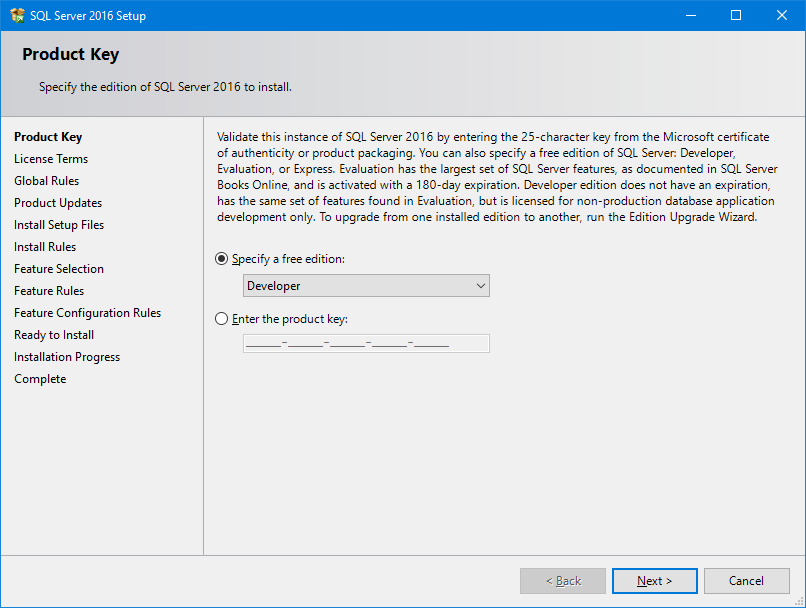 SQL Server 2016 Setup
Product Key
Specify the edition of SQL Server 2016 to install.
Product Key
License Terms
Global Rules
Product Updates
Install Setup Files
Install Rules
Feature Selection
Feature Rules
Feature Configuration Rules
Ready to Install
Installation Progress
Complete
Validate this instance of SQL Server 2016 by entering the 25-character key from the Microsoft certificate
of authenticity or product packaging. You can also specify a free edition of SQL Server: Developer,
Evaluation, or Express. Evaluation has the largest set of SQL Server features, as documented in SQL Server
Books Online, and is activated with a 180-day expiration. Developer edition does not have an expiration,
has the same set of features found in Evaluation, but is licensed for non-production database application
development only. To upgrade from one installed edition to another, run the Edition Upgrade Wizard.
Specify a free edition:
Developer
Enter the product key:
_____-_____-_____-_____-_____
< Back
Next >
Cancel